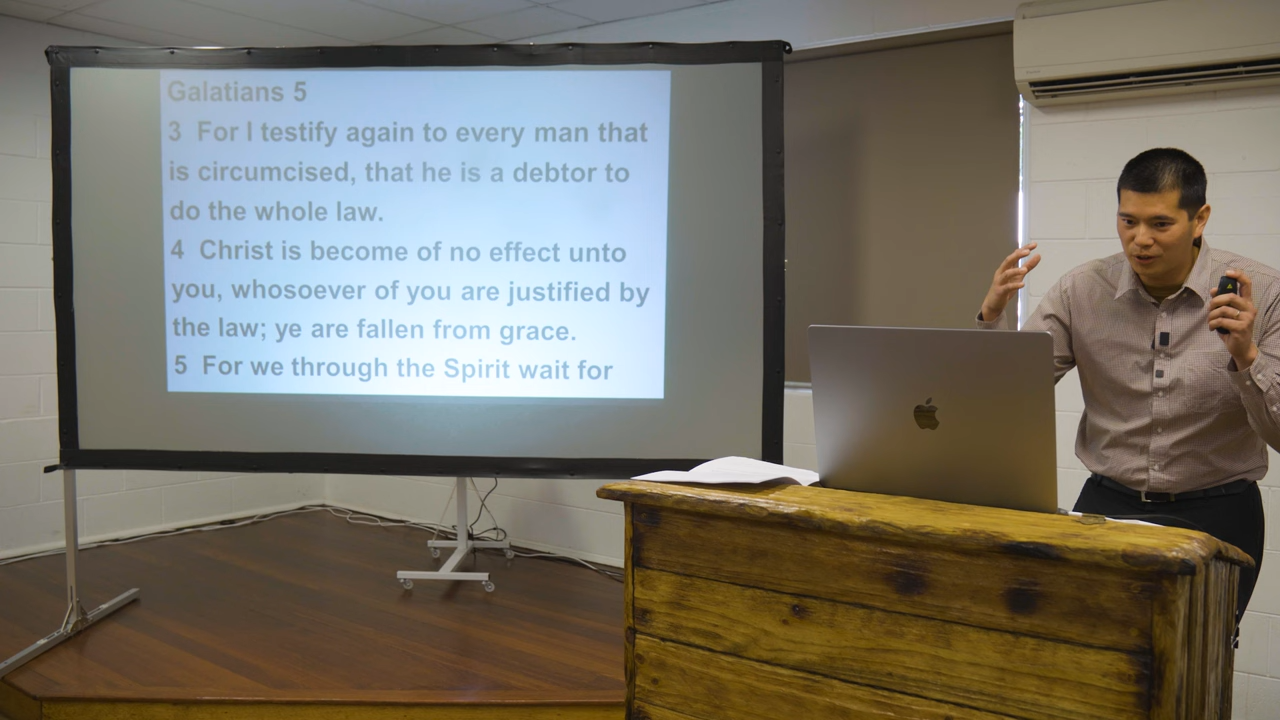 Galatians 5
3 For I testify again to every man that
is circumcised, that he is a debtor to
do the whole law.
4 Christ is become of no effect unto
you, whosoever of you are justified by
the law; ye are fallen from grace.
5 For we through the Spirit wait for